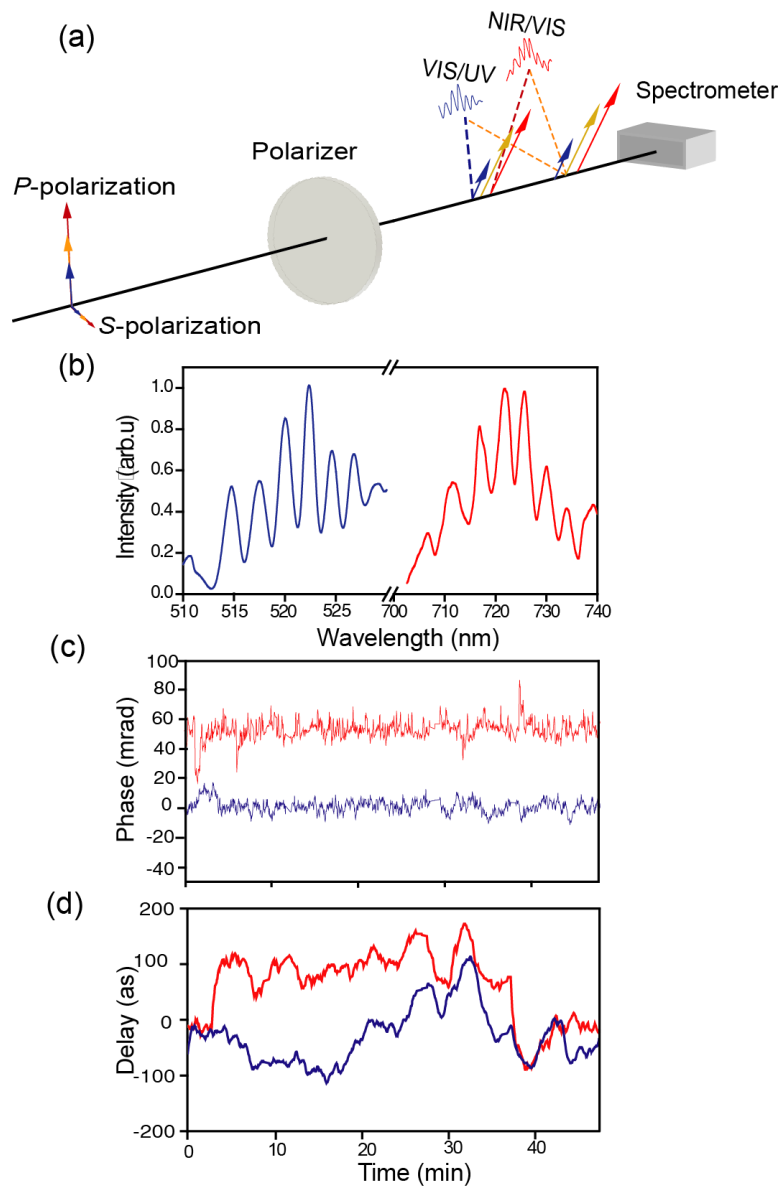 (a)
NIR/VIS
VIS/UV
Spectrometer
Polarizer
P-polarization
S-polarization
(b)
Intensity (arb.u)
1.0
0.8
0.6
0.4
0.2
0.0
510 515 520 525 700 710 720 730 740
Wavelength (nm)
(c)
Phase (mrad)
100
80
60
40
20
0
-20
-40
(d)
Delay (as)
200
100
0
-100
-200
0 10 20 30 40
Time (min)